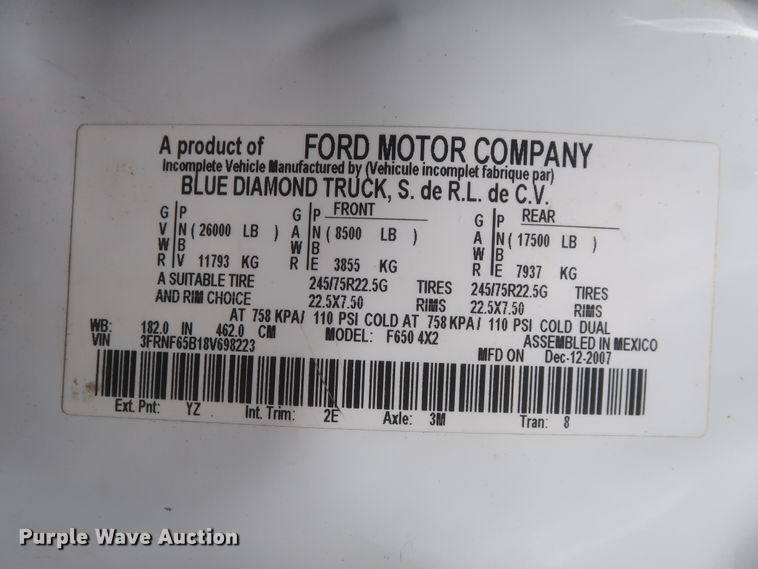 A product of FORD MOTOR COMPANY
Incomplete Vehicle Manufactured by (Vehicule incomplet fabrique par)
BLUE DIAMOND TRUCK, S. de R.L. de C.V.
G P G P FRONT G P REAR
V N ( 26000 LB ) A N ( 8500 LB ) A N ( 17500 LB )
W B W B W B
R V 11793 KG R E 3855 KG R E 7937 KG
A SUITABLE TIRE 245/75R22.5G TIRES 245/75R22.5G TIRES
AND RIM CHOICE 22.5X7.50 RIMS 22.5X7.50 RIMS
AT 758 KPA/ 110 PSI COLD AT 758 KPA/ 110 PSI COLD DUAL
WB: 182.0 IN 462.0 CM MODEL: F650 4X2 ASSEMBLED IN MEXICO
VIN 3FRNF65B18V698223 MFD ON Dec-12-2007
Ext. Pnt: YZ Int. Trim: 2E Axle: 3M Tran: 8
Purple Wave Auction